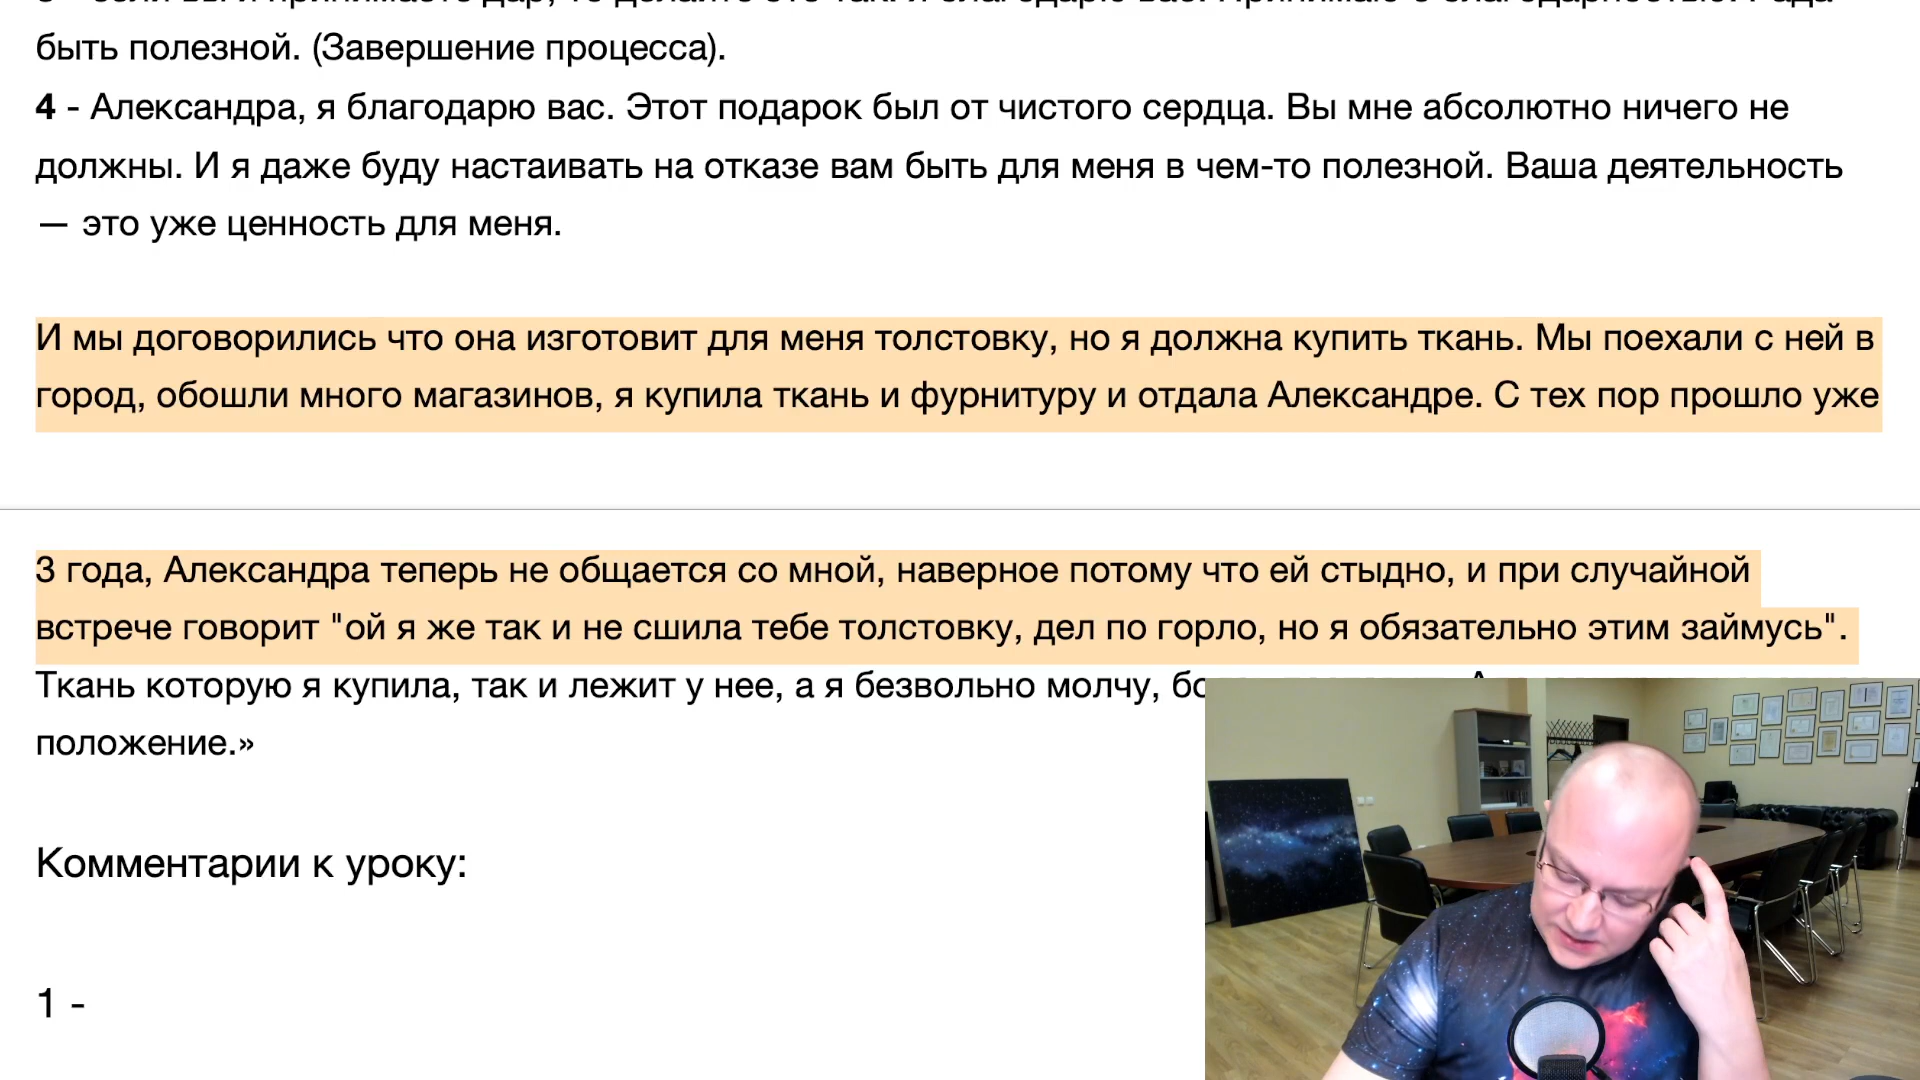 быть полезной. (Завершение процесса).
4 - Александра, я благодарю вас. Этот подарок был от чистого сердца. Вы мне абсолютно ничего не
должны. И я даже буду настаивать на отказе вам быть для меня в чем-то полезной. Ваша деятельность
— это уже ценность для меня.
И мы договорились что она изготовит для меня толстовку, но я должна купить ткань. Мы поехали с ней в
город, обошли много магазинов, я купила ткань и фурнитуру и отдала Александре. С тех пор прошло уже
3 года, Александра теперь не общается со мной, наверное потому что ей стыдно, и при случайной
встрече говорит "ой я же так и не сшила тебе толстовку, дел по горло, но я обязательно этим займусь".
Ткань которую я купила, так и лежит у нее, а я безвольно молчу,
положение.»
Комментарии к уроку:
1 -